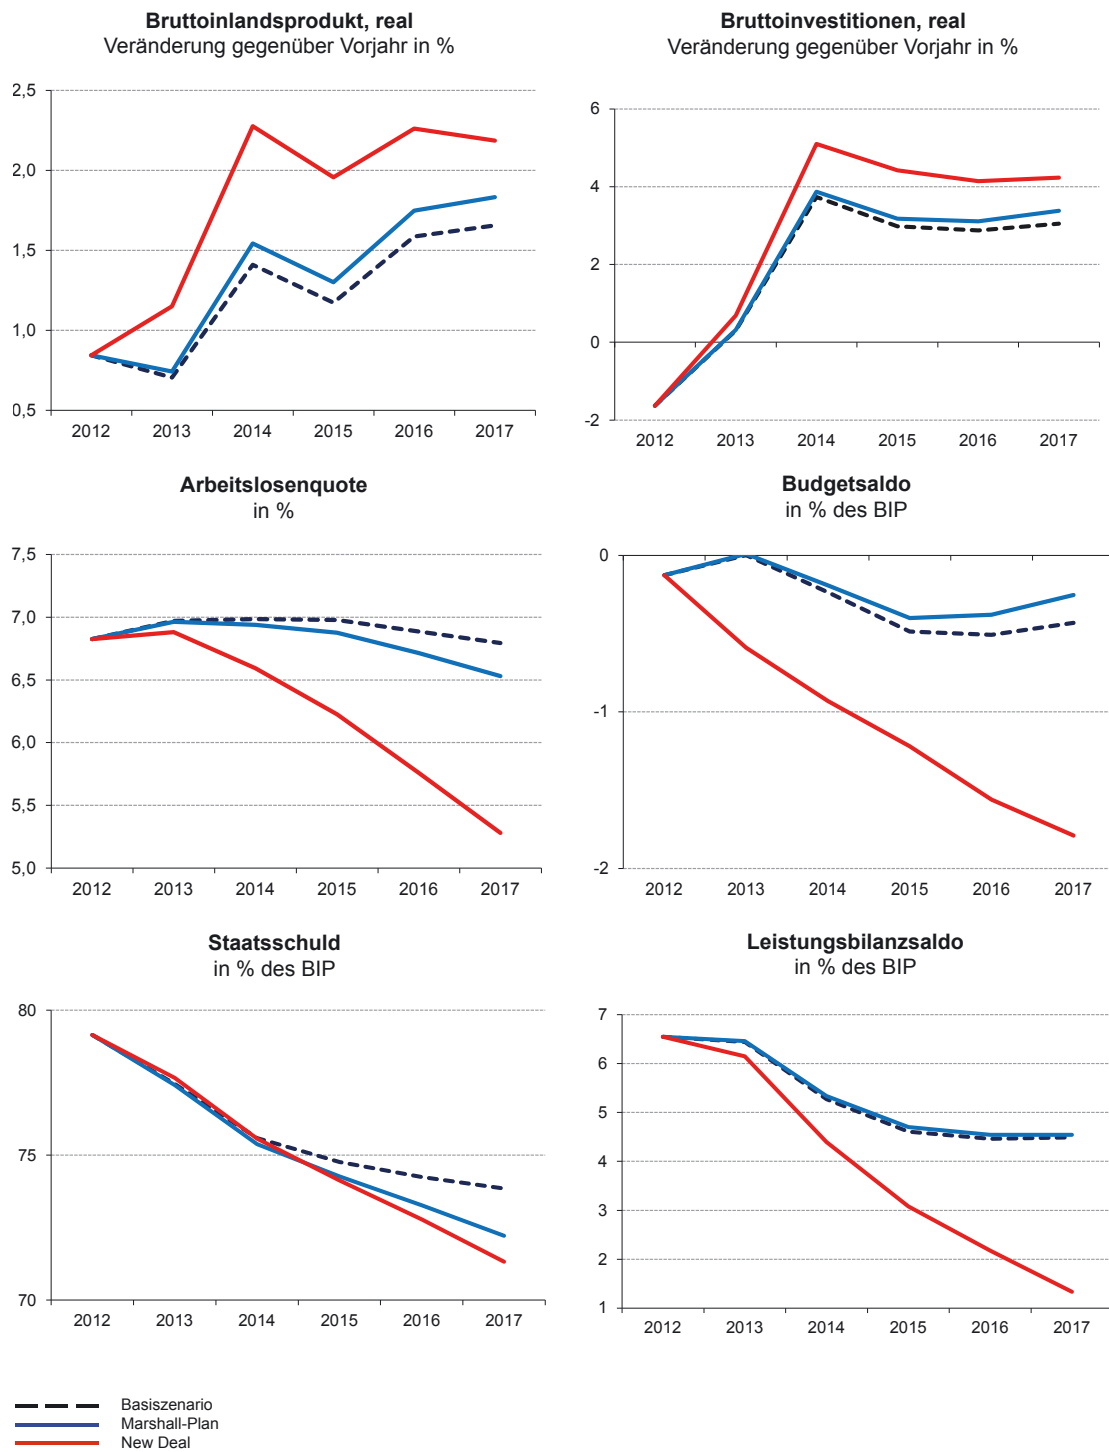 Bruttoinlandsprodukt, real
Veränderung gegenüber Vorjahr in %
2,5
2,0
1,5
1,0
0,5
2012 2013 2014 2015 2016 2017
Bruttoinvestitionen, real
Veränderung gegenüber Vorjahr in %
6
4
2
0
-2
2012 2013 2014 2015 2016 2017
Arbeitslosenquote
in %
7,5
7,0
6,5
6,0
5,5
5,0
2012 2013 2014 2015 2016 2017
Budgetsaldo
in % des BIP
0
-1
-2
2012 2013 2014 2015 2016 2017
Staatsschuld
in % des BIP
80
75
70
2012 2013 2014 2015 2016 2017
Leistungsbilanzsaldo
in % des BIP
7
6
5
4
3
2
1
2012 2013 2014 2015 2016 2017
Basiszenario
Marshall-Plan
New Deal